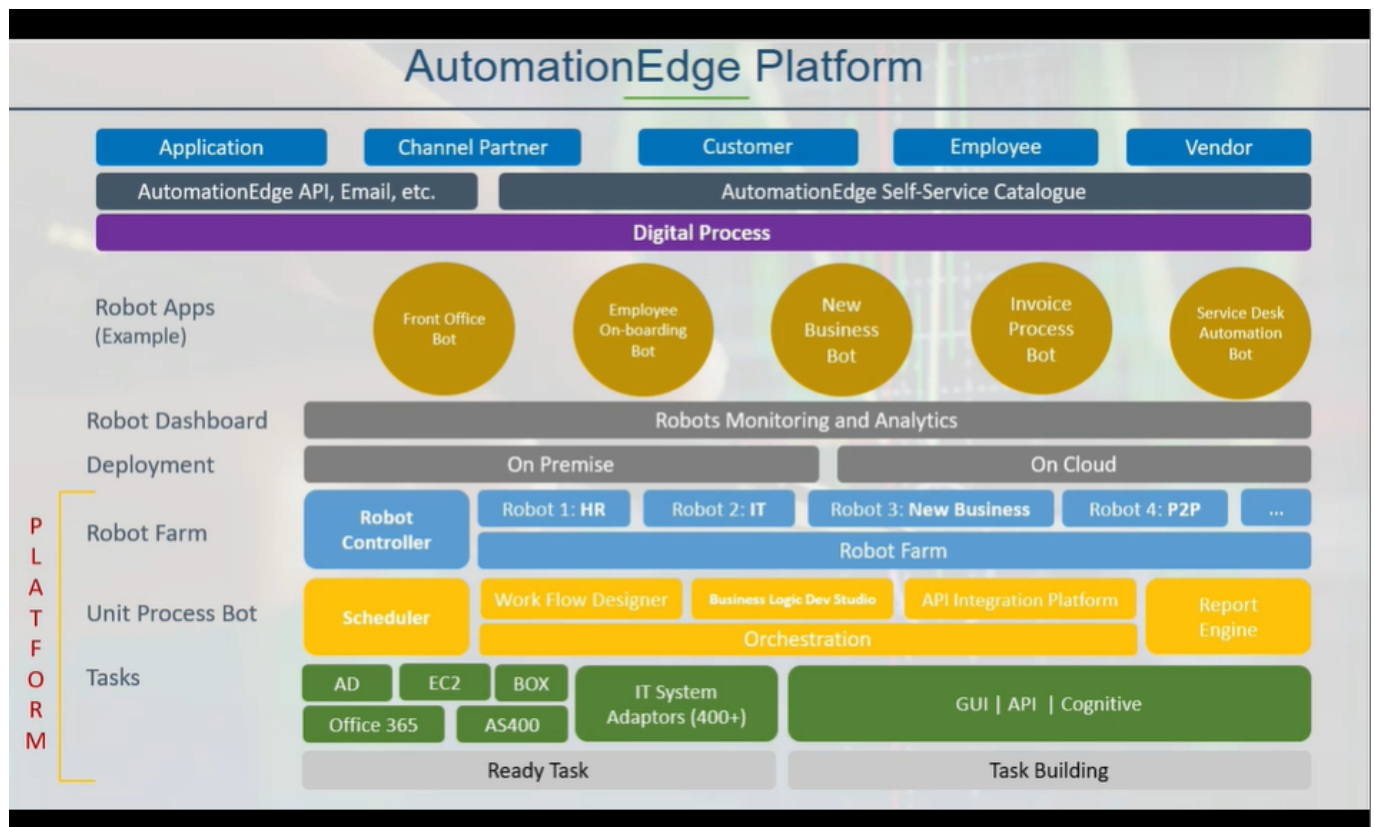 AutomationEdge Platform
Application
Channel Partner
Customer
Employee
Vendor
AutomationEdge API, Email, etc.
AutomationEdge Self-Service Catalogue
Digital Process
Robot Apps
(Example)
Front Office
Bot
Employee
On-boarding
Bot
New
Business
Bot
Invoice
Process
Bot
Service Desk
Automation
Bot
Robot Dashboard
Robots Monitoring and Analytics
Deployment
On Premise
On Cloud
PLATFORM
Robot Farm
Robot
Controller
Robot 1: HR
Robot 2: IT
Robot 3: New Business
Robot 4: P2P
...
Robot Farm
Unit Process Bot
Scheduler
Work Flow Designer
Business Logic Dev Studio
API Integration Platform
Orchestration
Report
Engine
Tasks
AD
EC2
BOX
Office 365
AS400
IT System
Adaptors (400+)
GUI | API | Cognitive
Ready Task
Task Building